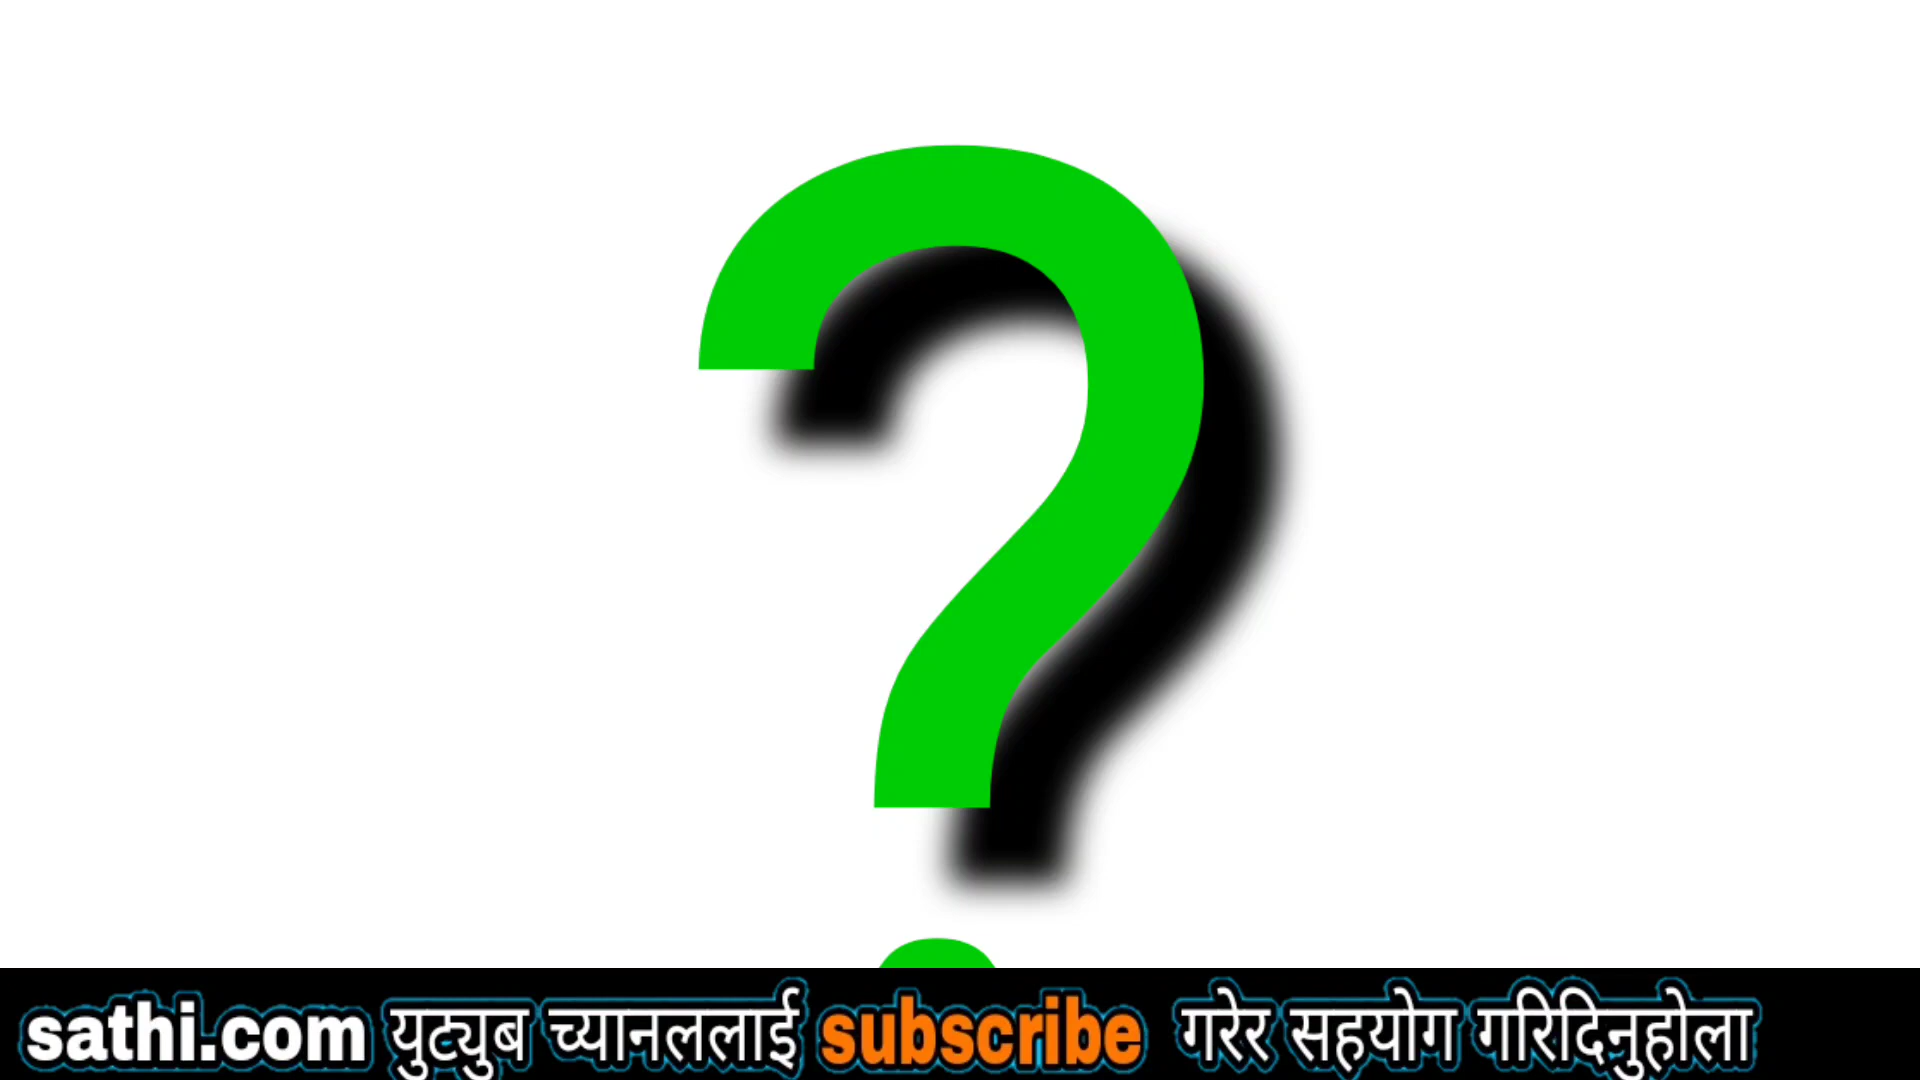 ?
sathi.com युट्युब च्यानललाई subscribe गरेर सहयोग गरिदिनुहोला